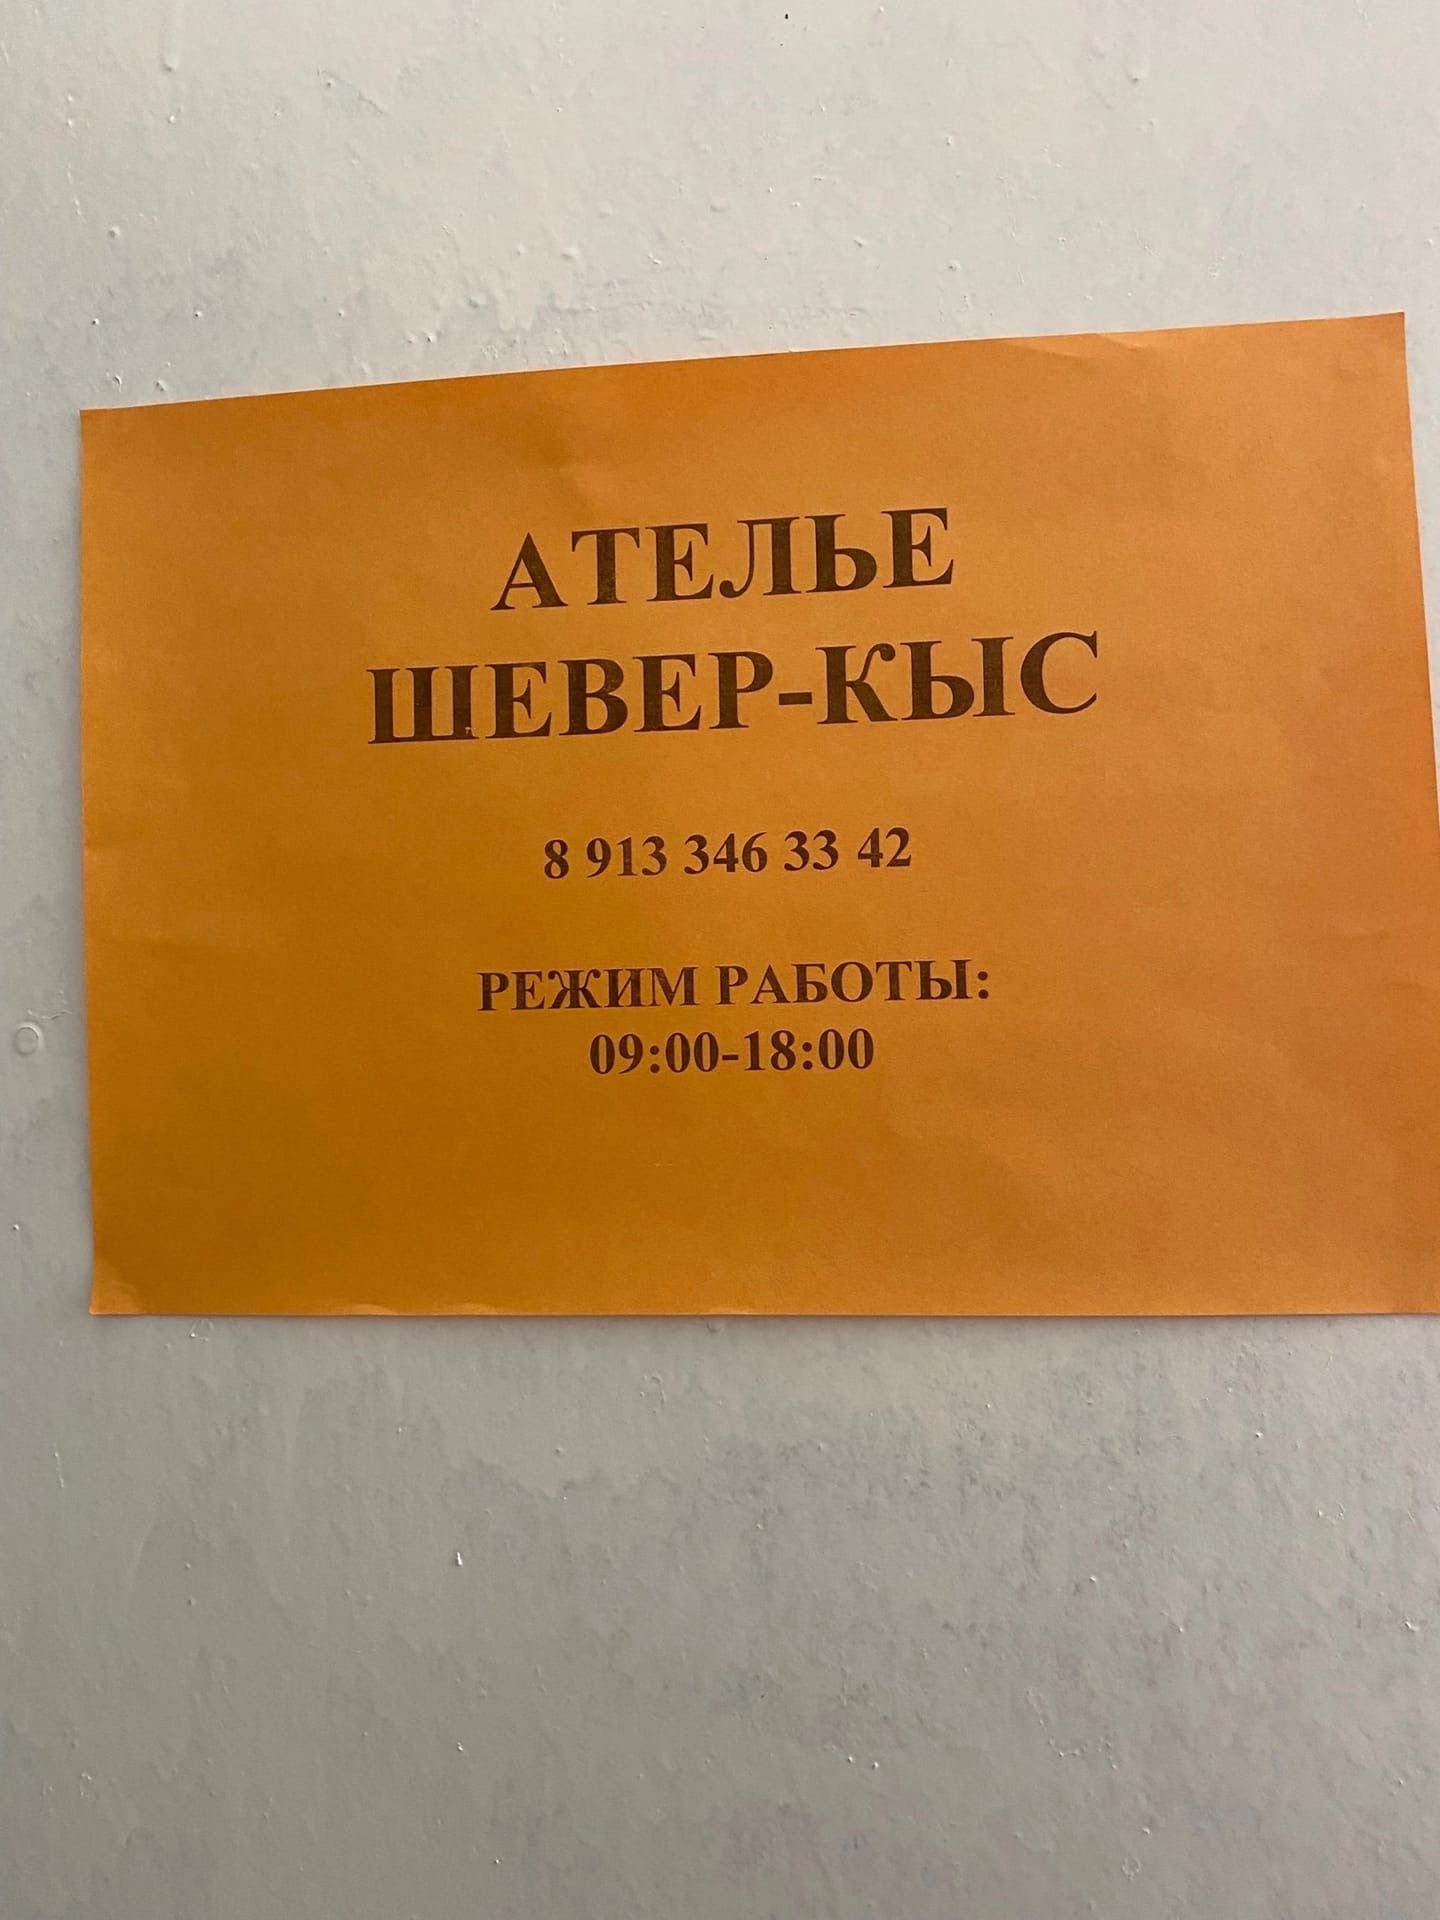 АТЕЛЬЕ
ШЕВЕР-КЫС
8 913 346 33 42
РЕЖИМ РАБОТЫ:
09:00-18:00